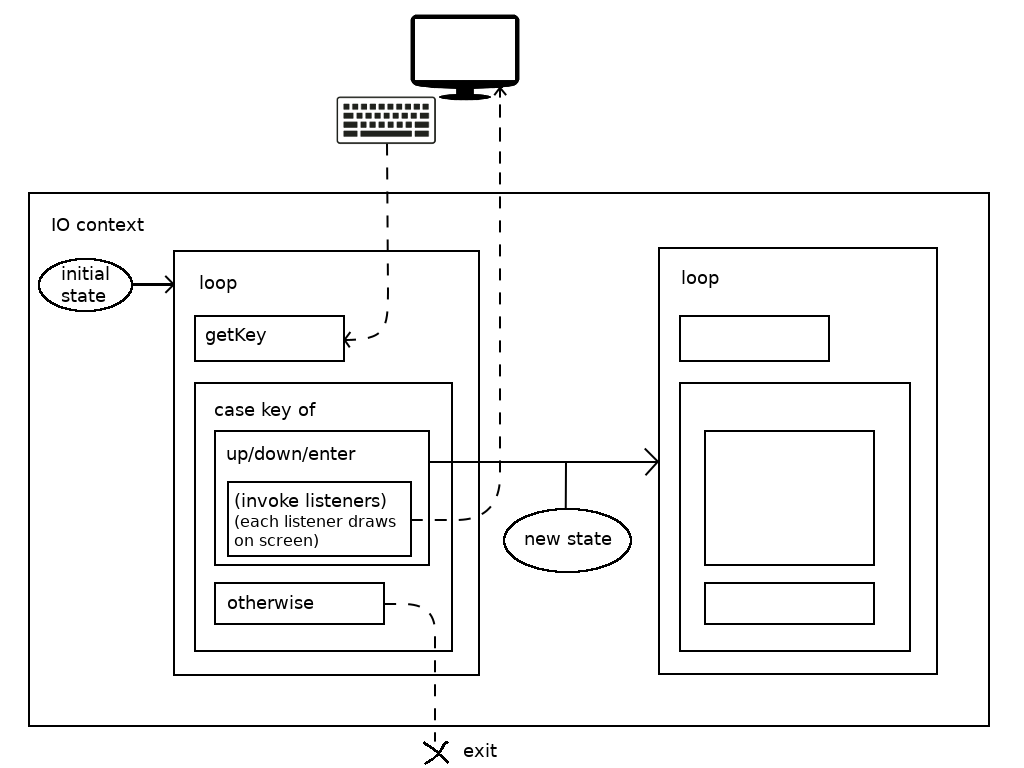 IO context
initial
state
loop
getKey
case key of
up/down/enter
(invoke listeners)
(each listener draws
on screen)
otherwise
new state
loop
exit